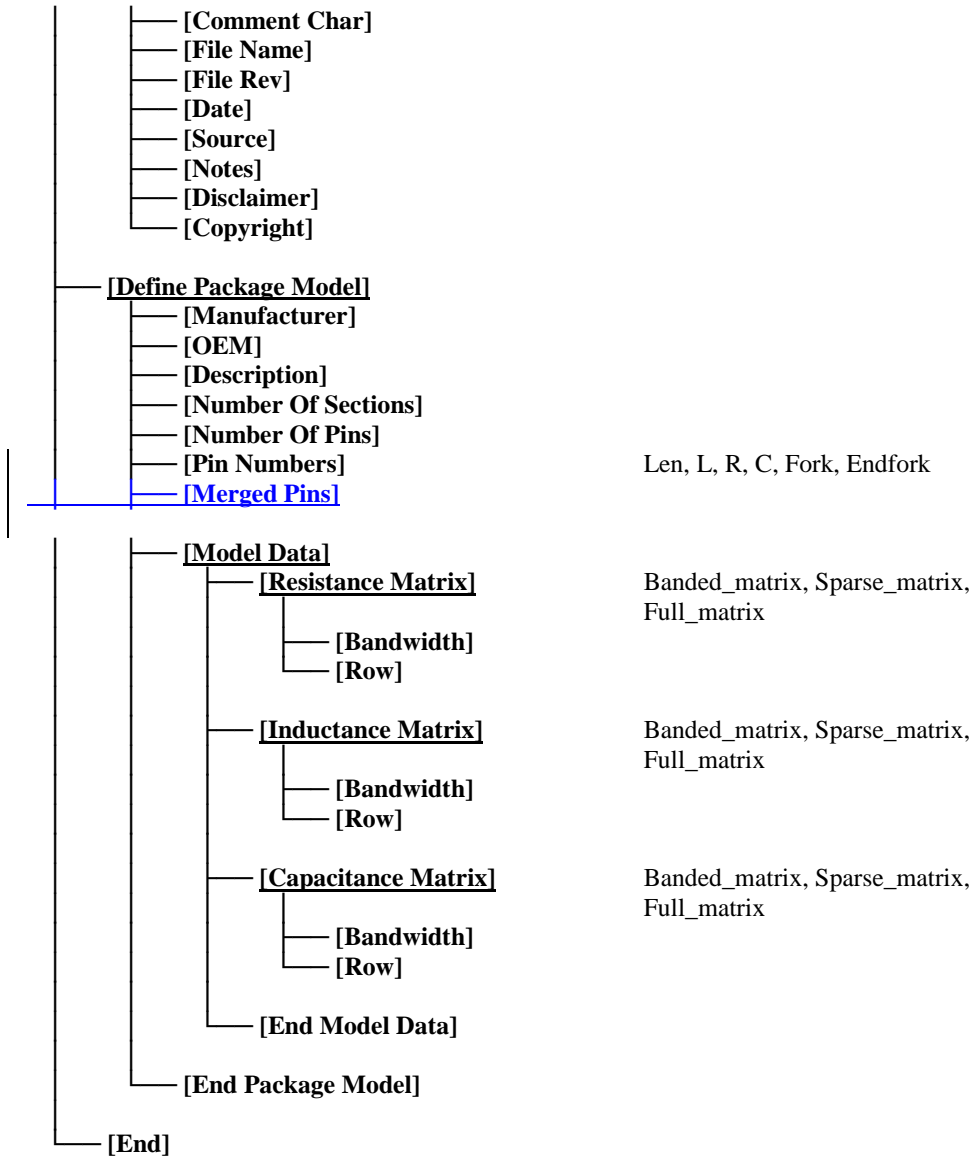 [Comment Char]
[File Name]
[File Rev]
[Date]
[Source]
[Notes]
[Disclaimer]
[Copyright]
[Define Package Model]
[Manufacturer]
[OEM]
[Description]
[Number Of Sections]
[Number Of Pins]
[Pin Numbers] Len, L, R, C, Fork, Endfork
[Merged Pins]
[Model Data]
[Resistance Matrix] Banded_matrix, Sparse_matrix,
Full_matrix
[Bandwidth]
[Row]
[Inductance Matrix] Banded_matrix, Sparse_matrix,
Full_matrix
[Bandwidth]
[Row]
[Capacitance Matrix] Banded_matrix, Sparse_matrix,
Full_matrix
[Bandwidth]
[Row]
[End Model Data]
[End Package Model]
[End]